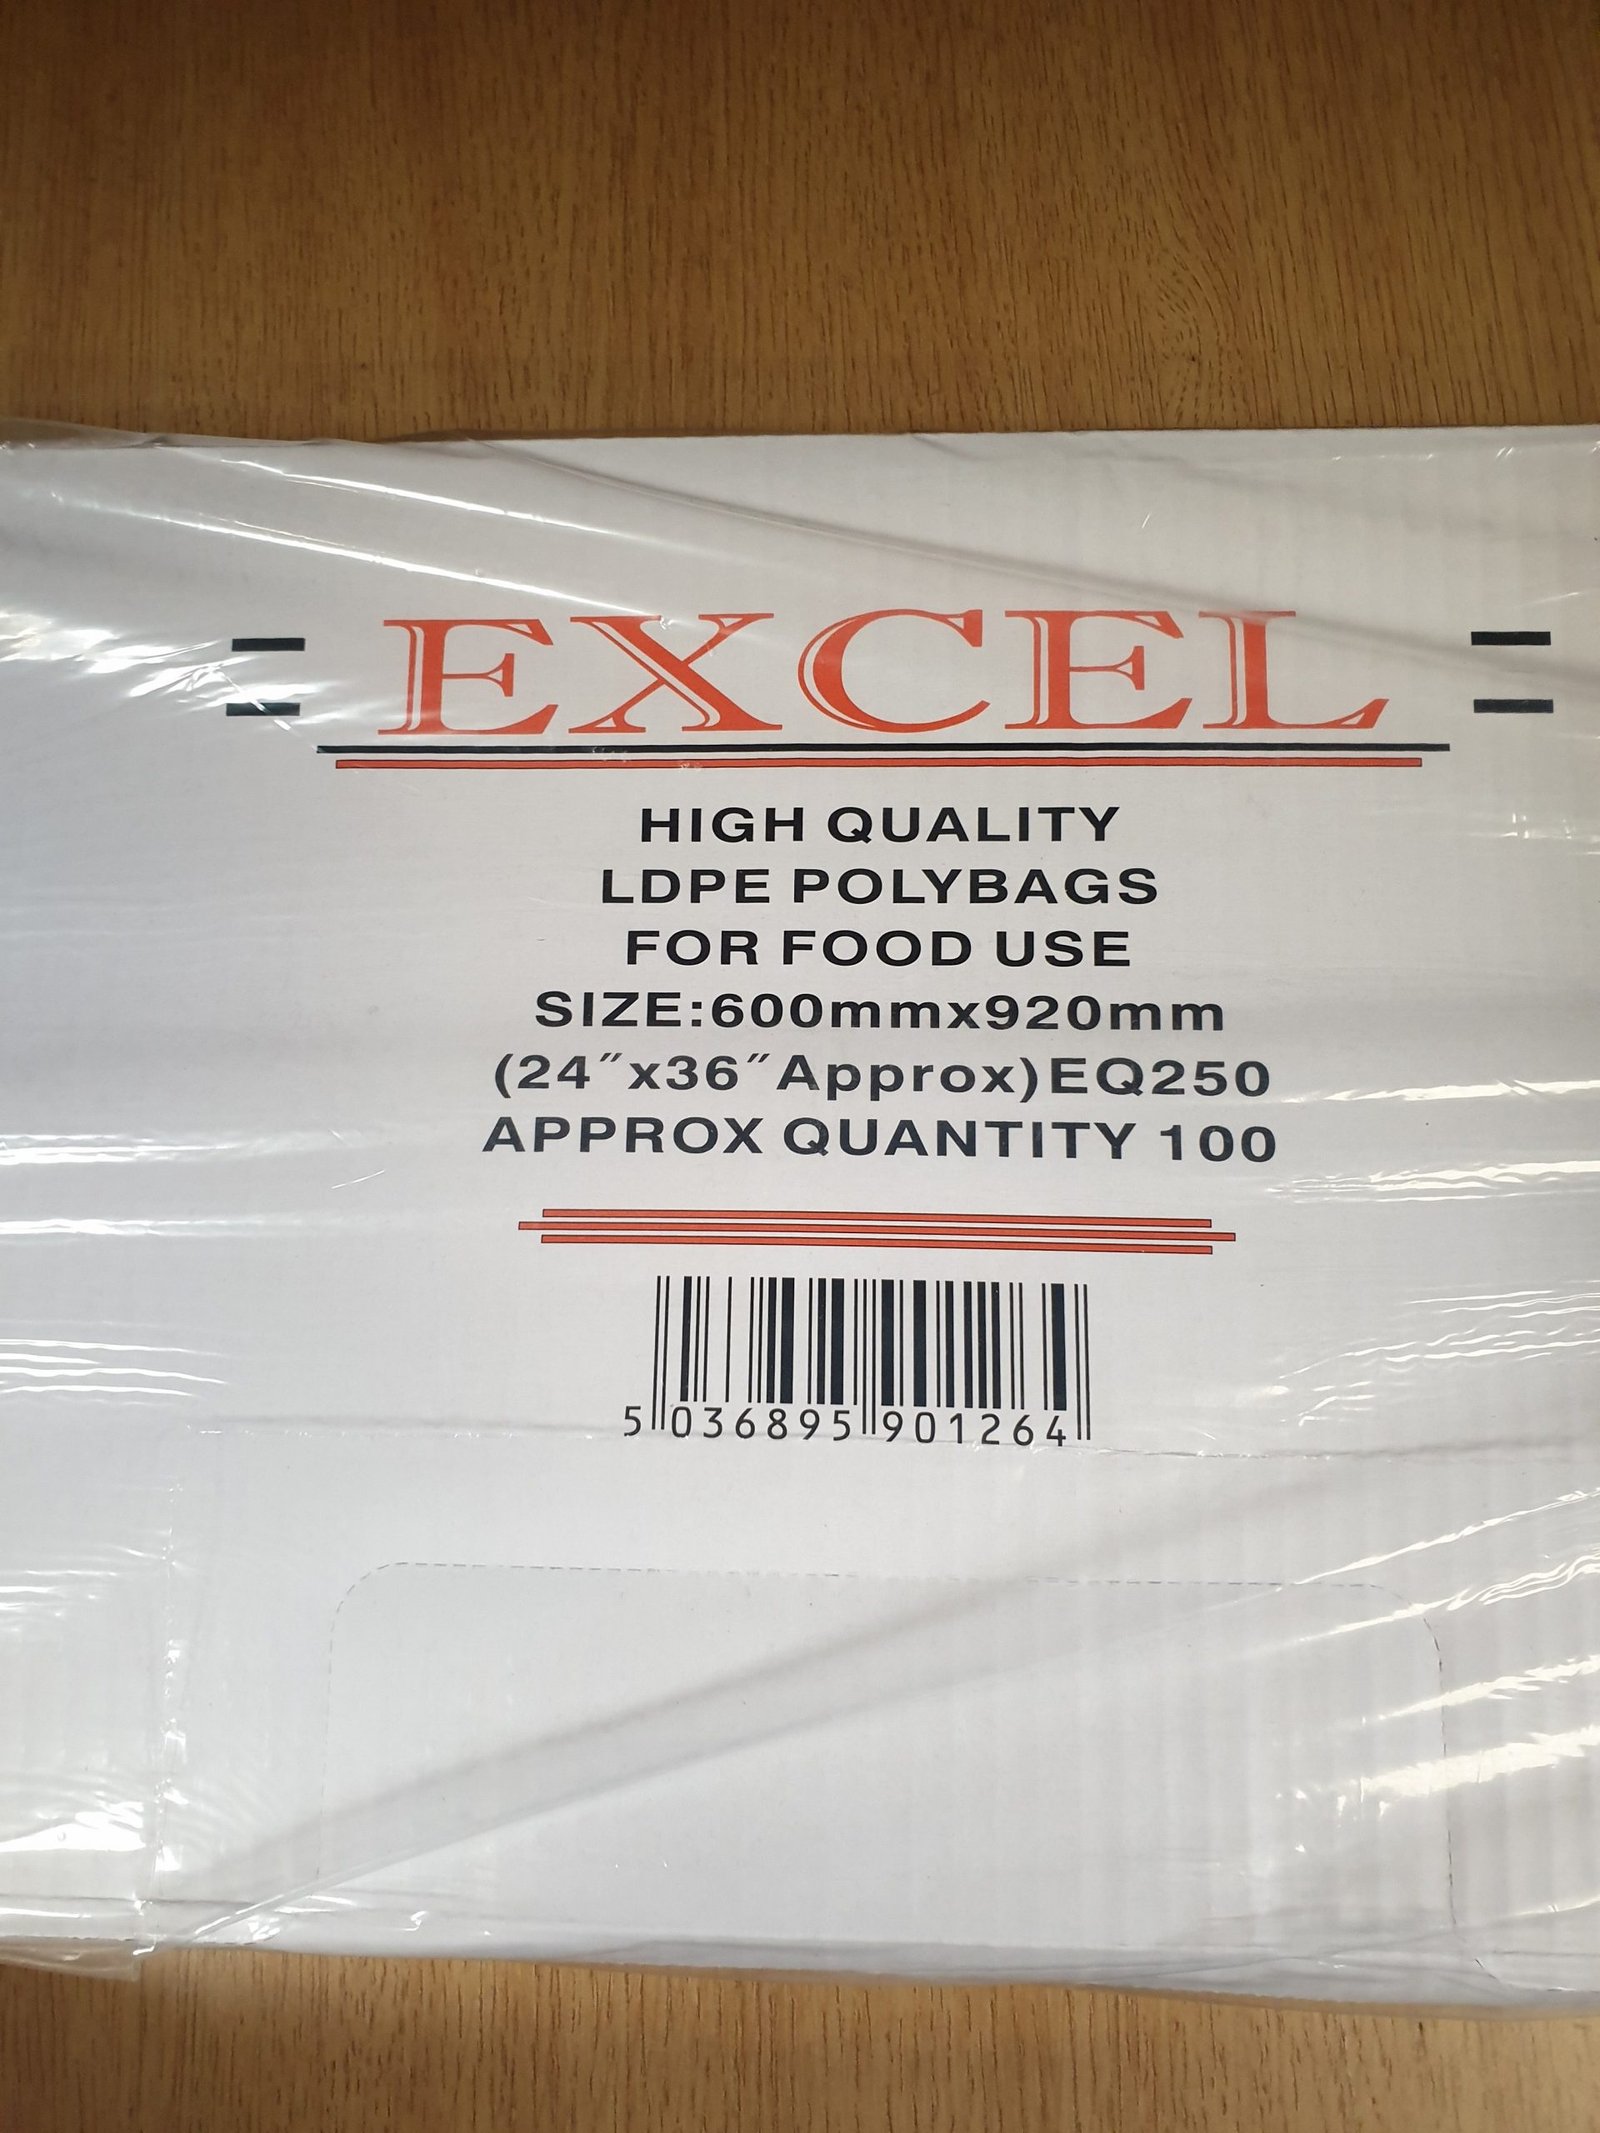 EXCEL
HIGH QUALITY
LDPE POLYBAGS
FOR FOOD USE
SIZE:600mmx920mm
(24″x36″Approx)EQ250
APPROX QUANTITY 100
5 036895 901264